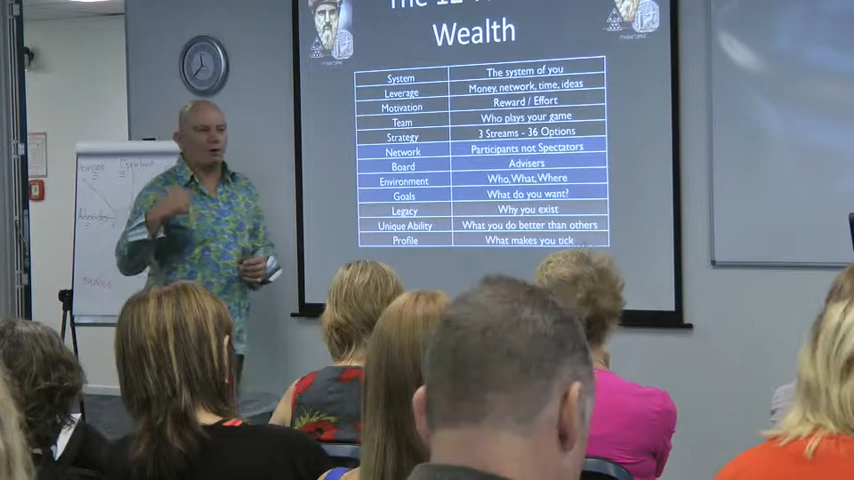 The 12
Wealth
System The system of you
Leverage Money, network, time, ideas
Motivation Reward / Effort
Team Who plays your game
Strategy 3 Streams - 36 Options
Network Participants not Spectators
Board Advisers
Environment Who, What, Where
Goals What do you want?
Legacy Why you exist
Unique Ability What you do better than others
Profile What makes you tick